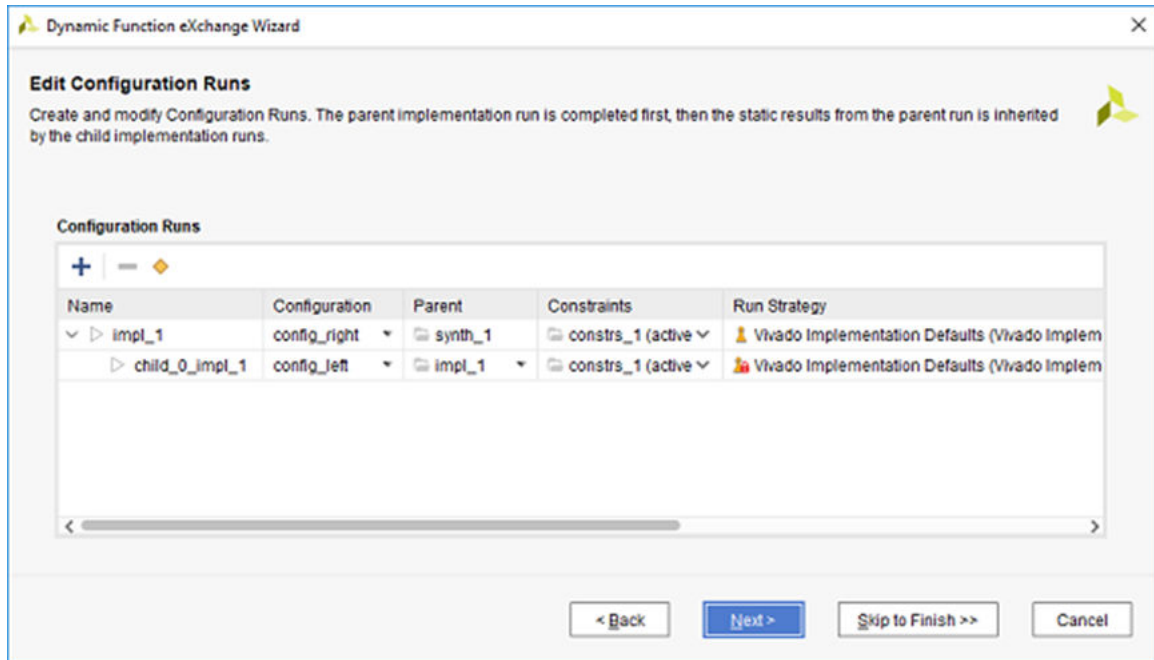 Dynamic Function eXchange Wizard
Edit Configuration Runs
Create and modify Configuration Runs. The parent implementation run is completed first, then the static results from the parent run is inherited
by the child implementation runs.
Configuration Runs
Name Configuration Parent Constraints Run Strategy
impl_1 config_right synth_1 constrs_1 (active Vivado Implementation Defaults (Vivado Implem
child_0_impl_1 config_left impl_1 constrs_1 (active Vivado Implementation Defaults (Vivado Implem
< Back Next > Skip to Finish >> Cancel